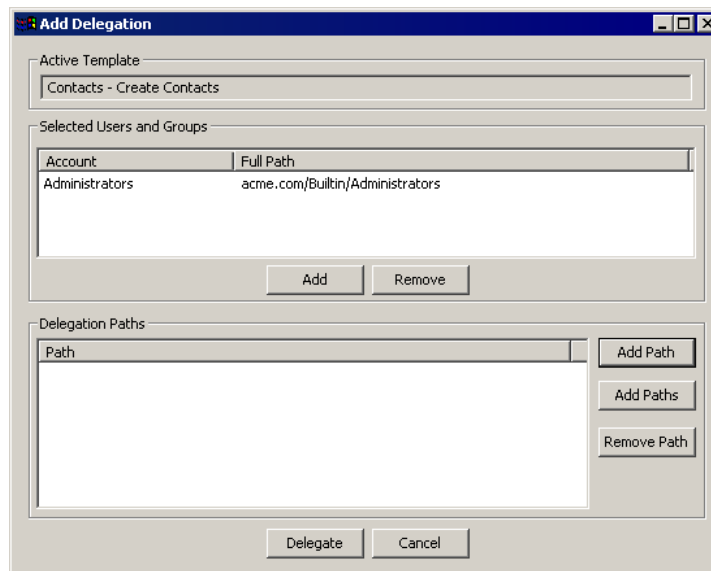 Add Delegation
Active Template
Contacts - Create Contacts
Selected Users and Groups
Account Full Path
Administrators acme.com/Builtin/Administrators
Add Remove
Delegation Paths
Path
Add Path
Add Paths
Remove Path
Delegate Cancel